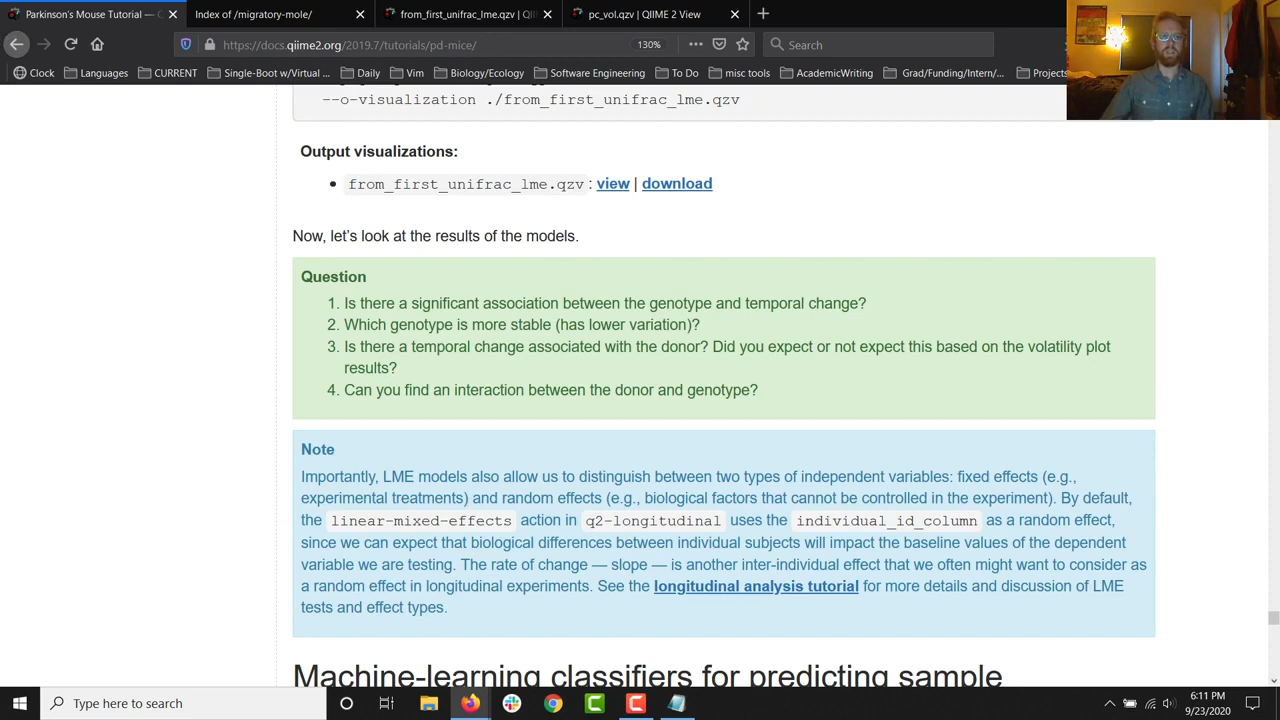 Parkinson's Mouse Tutorial — C
Index of /migratory-mole/
from_first_unifrac_lme.qzv | QI
pc_vol.qzv | QIIME 2 View
https://docs.qiime2.org/2019.7/tutorials/pd-mice/
130%
Search
Clock
Languages
CURRENT
Single-Boot w/Virtual ...
Daily
Vim
Biology/Ecology
Software Engineering
To Do
misc tools
AcademicWriting
Grad/Funding/Intern/...
Projects
--o-visualization ./from_first_unifrac_lme.qzv
Output visualizations:
• from_first_unifrac_lme.qzv: view | download
Now, let's look at the results of the models.
Question
1. Is there a significant association between the genotype and temporal change?
2. Which genotype is more stable (has lower variation)?
3. Is there a temporal change associated with the donor? Did you expect or not expect this based on the volatility plot
results?
4. Can you find an interaction between the donor and genotype?
Note
Importantly, LME models also allow us to distinguish between two types of independent variables: fixed effects (e.g.,
experimental treatments) and random effects (e.g., biological factors that cannot be controlled in the experiment). By default,
the linear-mixed-effects action in q2-longitudinal uses the individual_id_column as a random effect,
since we can expect that biological differences between individual subjects will impact the baseline values of the dependent
variable we are testing. The rate of change — slope — is another inter-individual effect that we often might want to consider as
a random effect in longitudinal experiments. See the longitudinal analysis tutorial for more details and discussion of LME
tests and effect types.
Machine-learning classifiers for predicting sample
Type here to search
6:11 PM
9/23/2020